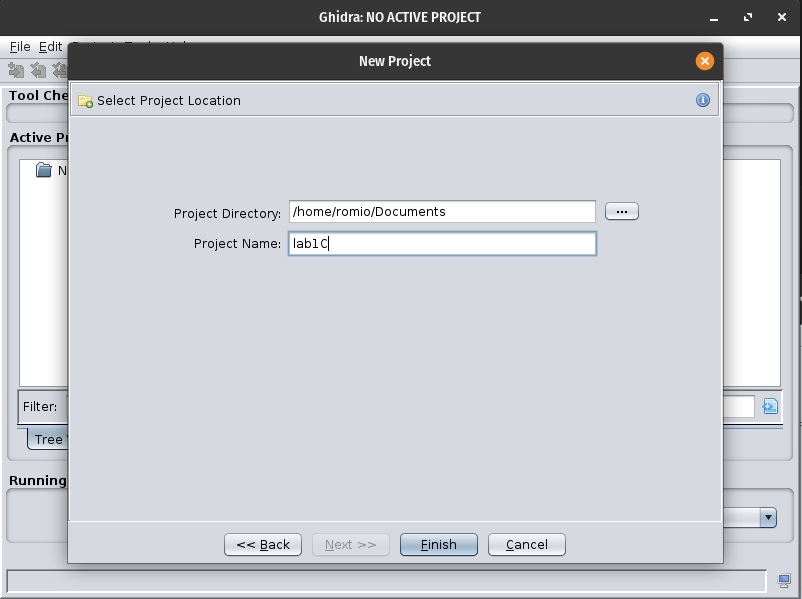 Ghidra: NO ACTIVE PROJECT
File Edit
New Project
Tool Che
Select Project Location
Active Pr
N
Project Directory: /home/romio/Documents ...
Project Name: lab1C
Filter:
Tree
Running
<< Back Next >> Finish Cancel